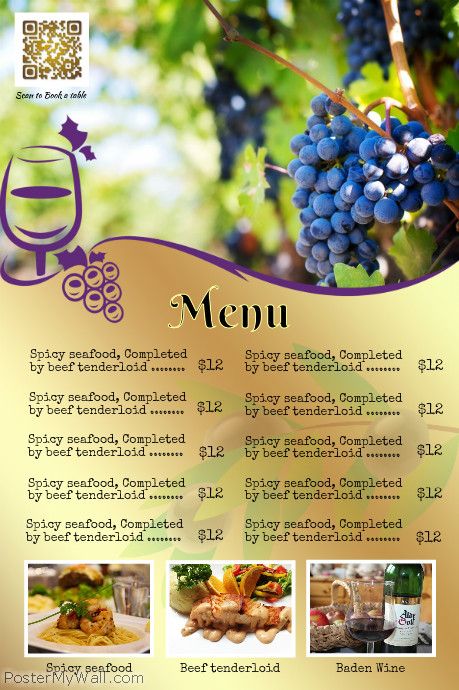 Scan to Book a table
Menu
Spicy seafood, Completed
by beef tenderloid ........ $12
Spicy seafood, Completed
by beef tenderloid ........ $12
Spicy seafood, Completed
by beef tenderloid ........ $12
Spicy seafood, Completed
by beef tenderloid ........ $12
Spicy seafood, Completed
by beef tenderloid ........ $12
Spicy seafood, Completed
by beef tenderloid ........ $12
Spicy seafood, Completed
by beef tenderloid ........ $12
Spicy seafood, Completed
by beef tenderloid ........ $12
Spicy seafood, Completed
by beef tenderloid ........ $12
Spicy seafood, Completed
by beef tenderloid ........ $12
Spicy seafood
Beef tenderloid
Baden Wine
PosterMyWall.com